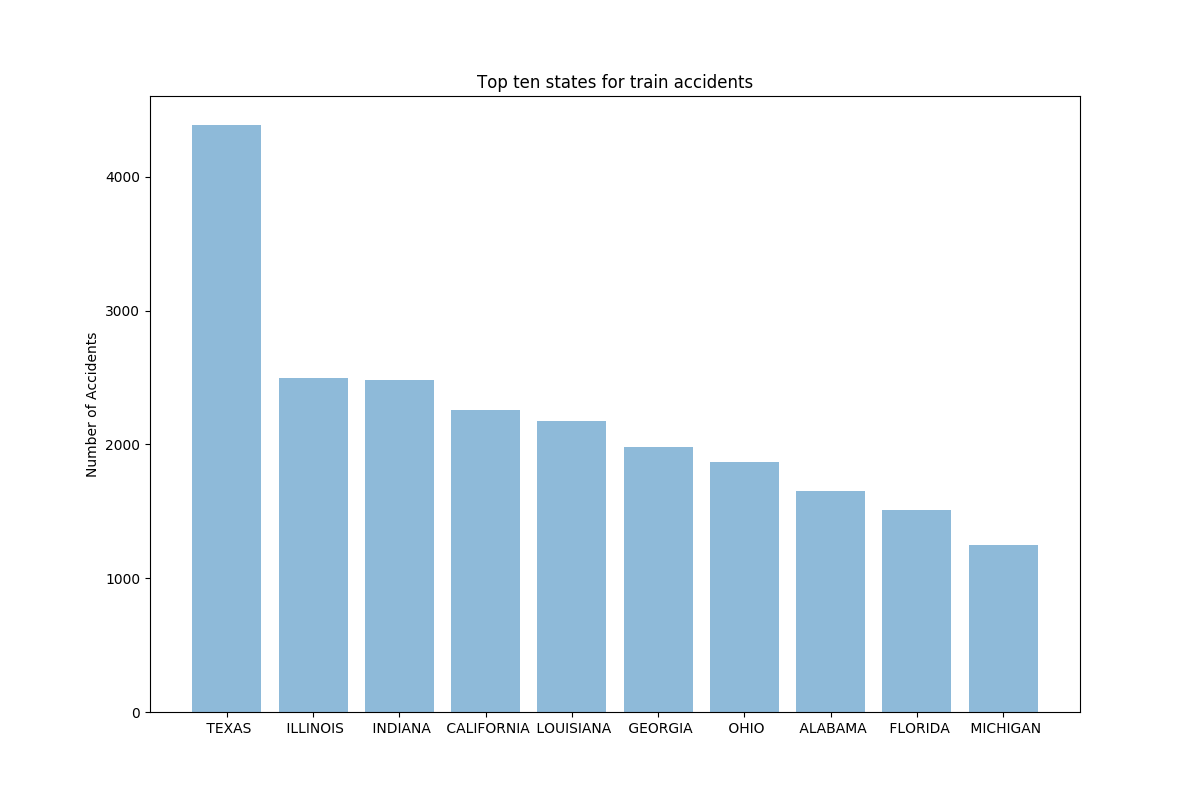 Top ten states for train accidents
Number of Accidents
4000
3000
2000
1000
0
TEXAS ILLINOIS INDIANA CALIFORNIA LOUISIANA GEORGIA OHIO ALABAMA FLORIDA MICHIGAN